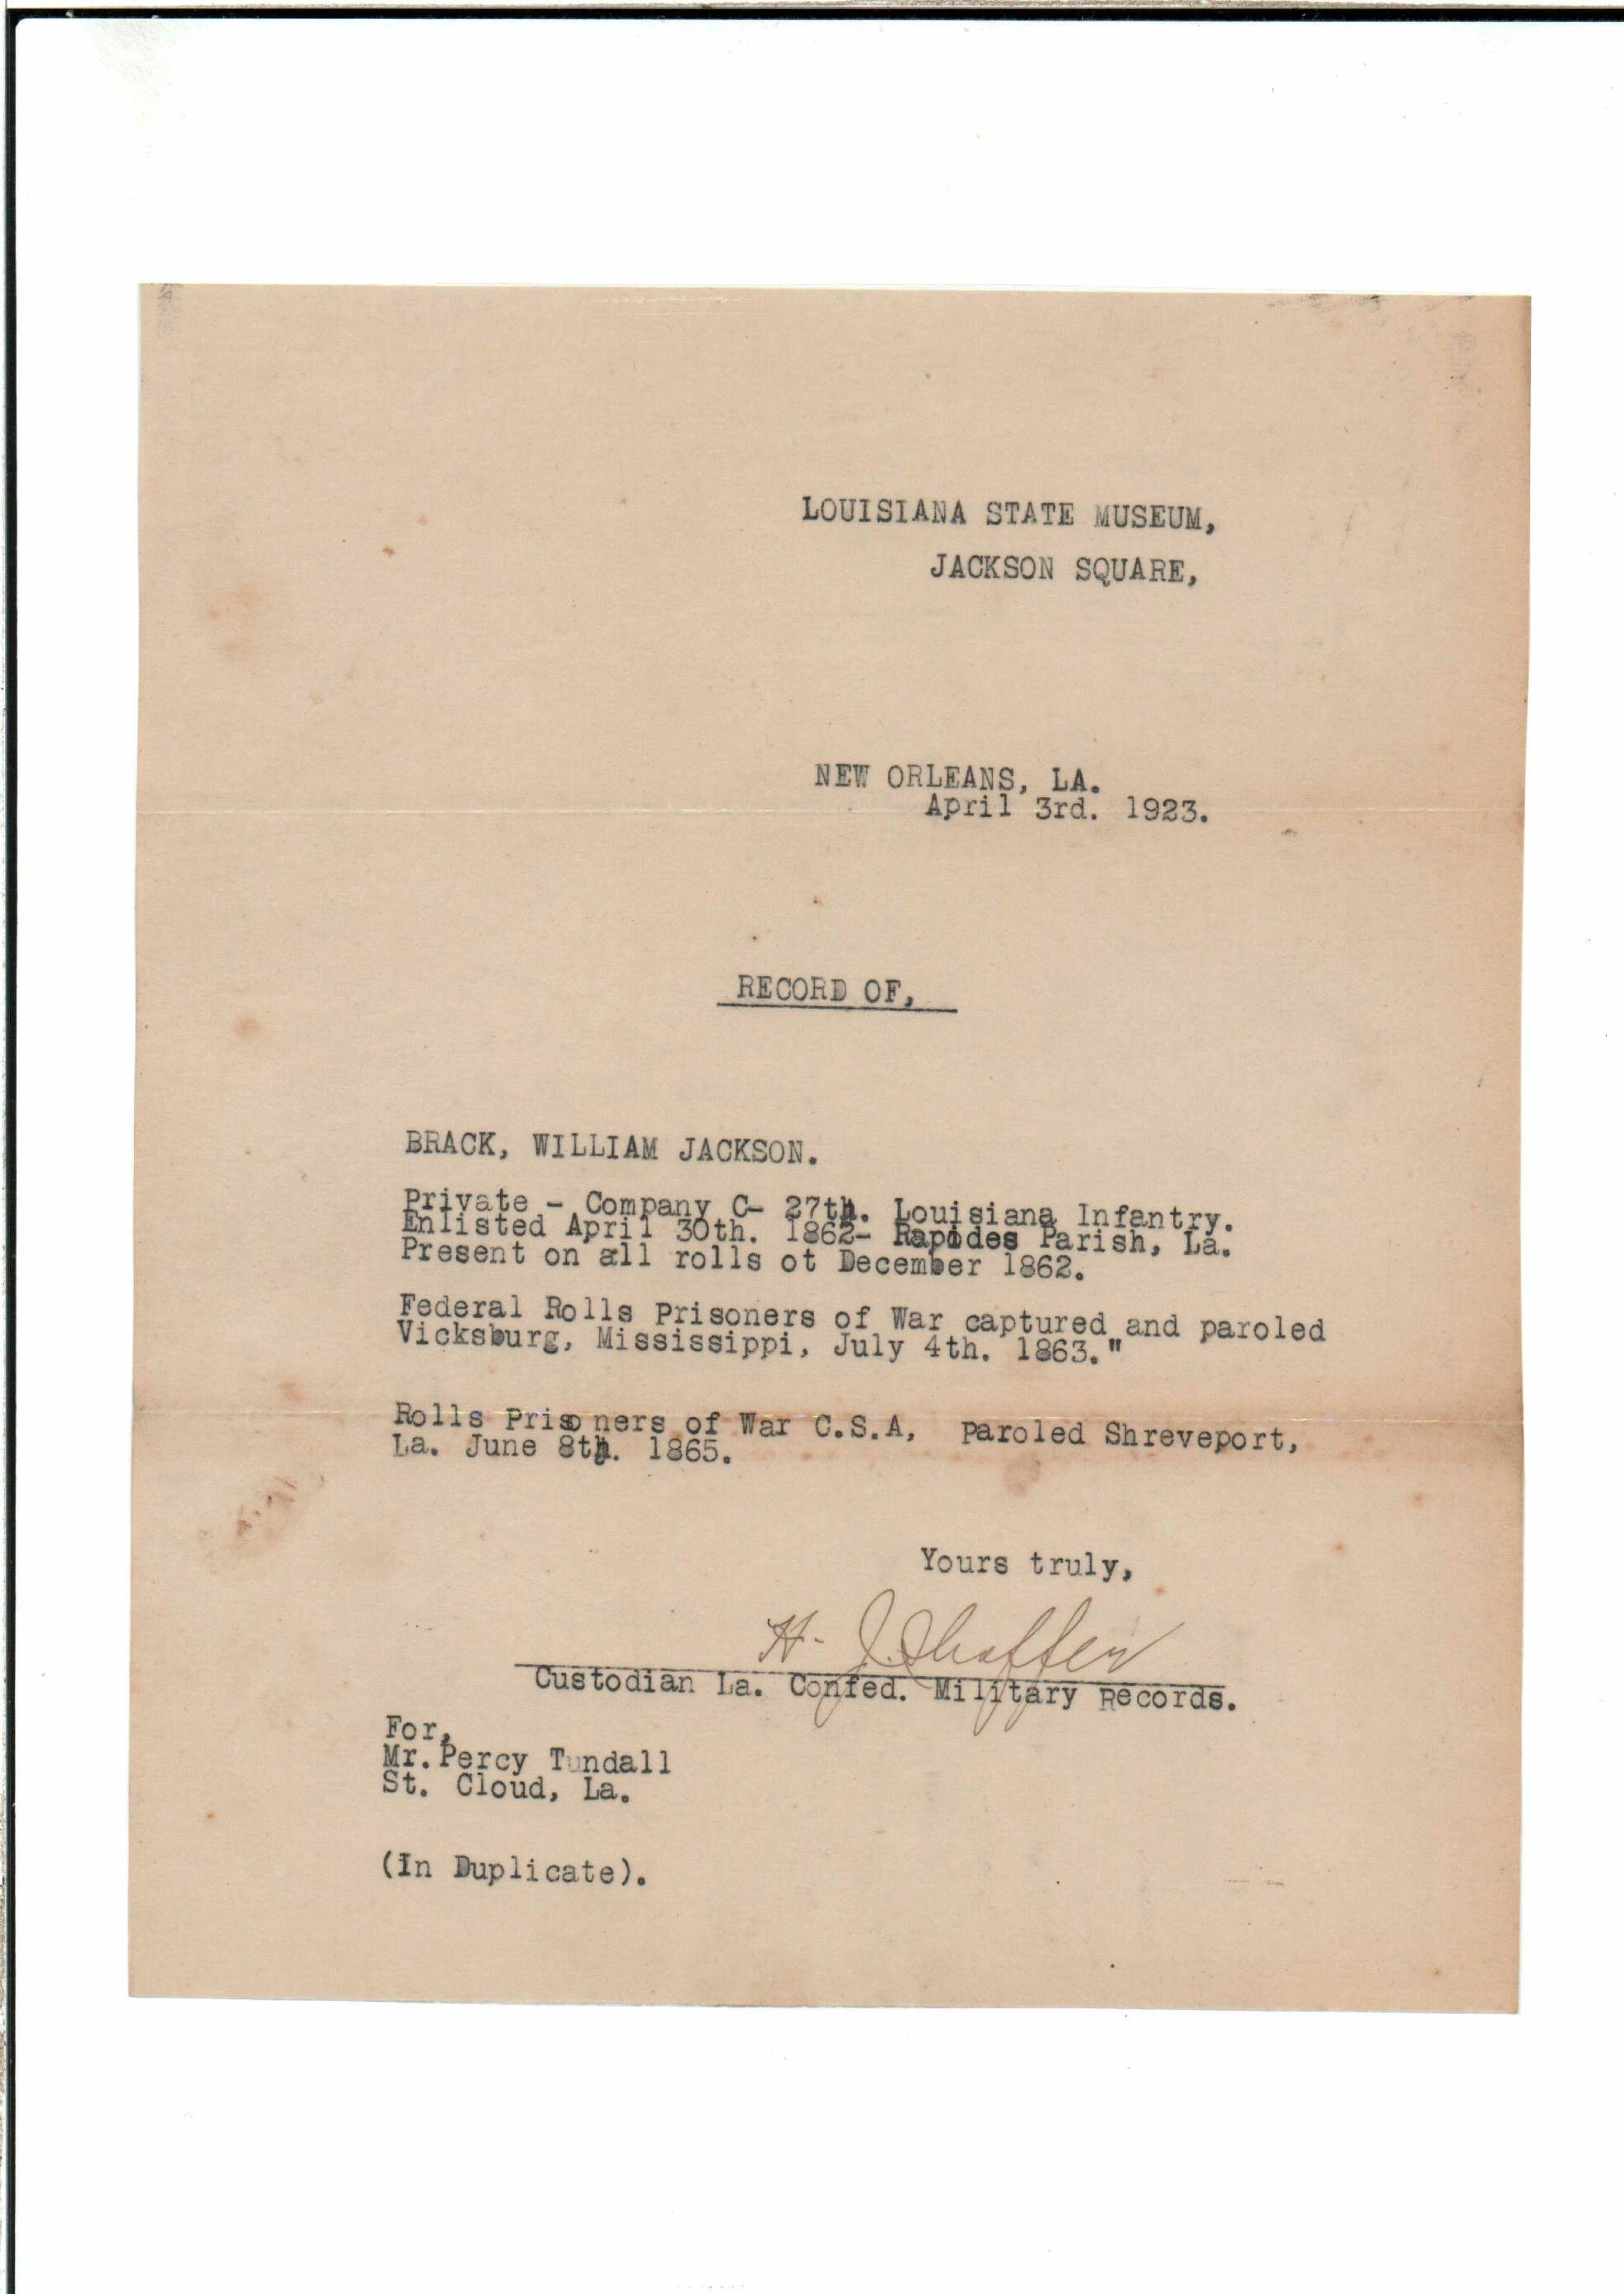 LOUISIANA STATE MUSEUM,
JACKSON SQUARE,
NEW ORLEANS, LA.
April 3rd. 1923.
RECORD OF,
BRACK, WILLIAM JACKSON.
Private - Company C- 27th. Louisiana Infantry.
Enlisted April 30th. 1862- Rapides Parish, La.
Present on all rolls ot December 1862.
Federal Rolls Prisoners of War captured and paroled
Vicksburg, Mississippi, July 4th. 1863."
Rolls Prisoners of War C.S.A, Paroled Shreveport,
La. June 8th. 1865.
Yours truly,
H. J. Shaffer
Custodian La. Confed. Military Records.
For,
Mr. Percy Tundall
St. Cloud, La.
(In Duplicate).